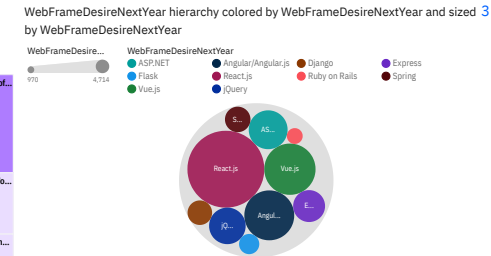 WebFrameDesireNextYear hierarchy colored by WebFrameDesireNextYear and sized 3
by WebFrameDesireNextYear
WebFrameDesire... WebFrameDesireNextYear
ASP.NET Angular/Angular.js Django Express
970 4,714 Flask React.js Ruby on Rails Spring
Vue.js jQuery
of...
S...
AS...
React.js Vue.js
o...
E...
Angul...
jQ...
n...